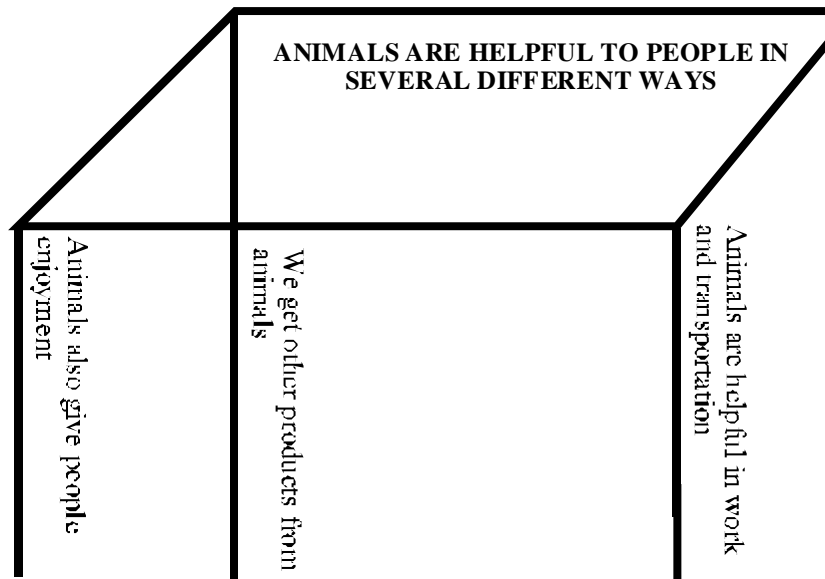 ANIMALS ARE HELPFUL TO PEOPLE IN
SEVERAL DIFFERENT WAYS
Animals also give people
enjoyment
We get other products from
animals
Animals are helpful in work
and transportation